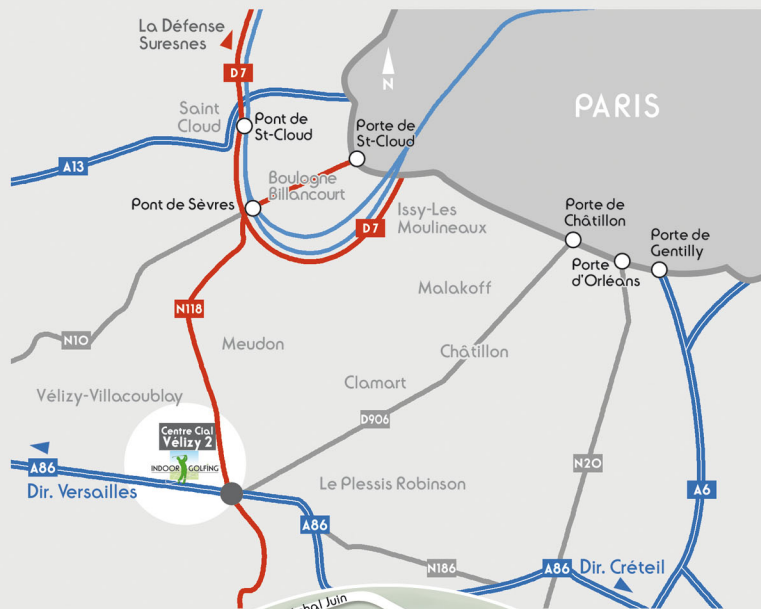 La Défense
Suresnes
D7
N
PARIS
Saint
Cloud
Pont de
St-Cloud
Porte de
St-Cloud
A13
Boulogne
Billancourt
Pont de Sèvres
Issy-Les
Moulineaux
D7
Porte de
Châtillon
Porte de
Gentilly
Porte
d'Orléans
Malakoff
N118
N10
Meudon
Châtillon
Clamart
Vélizy-Villacoublay
D906
Centre Cial
Vélizy 2
INDOOR GOLFING
A86
Dir. Versailles
Le Plessis Robinson
N20
A6
A86
N186
A86
Dir. Créteil
Juin